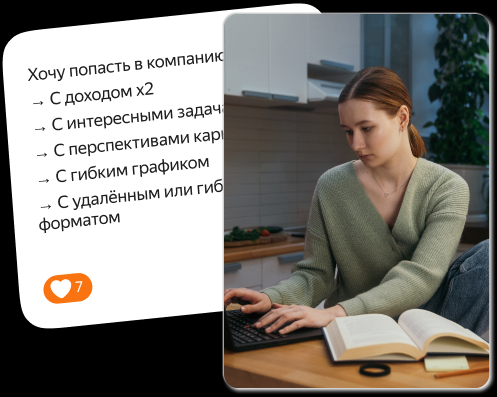 Хочу попасть в компанию
→ С доходом x2
→ С интересными
→ С перспективами
→ С гибким графиком
→ С удалённым или
форматом
7